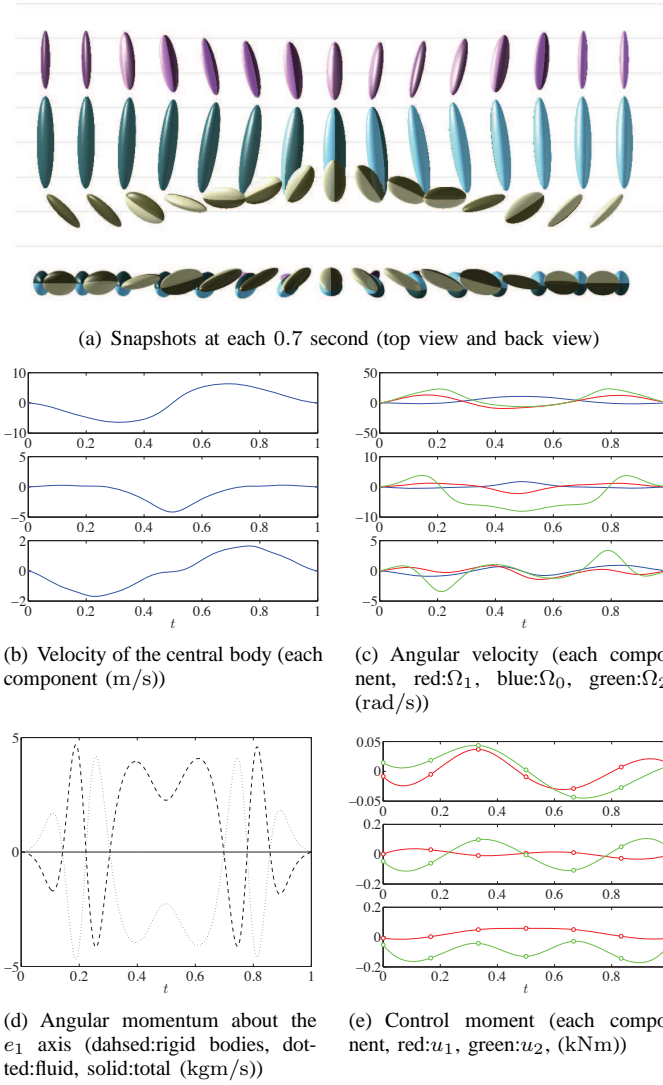 (a) Snapshots at each 0.7 second (top view and back view)
10
0
−10
0 0.2 0.4 0.6 0.8 1
5
0
−5
0 0.2 0.4 0.6 0.8 1
2
0
−2
0 0.2 0.4 0.6 0.8 1
t
(b) Velocity of the central body (each
component (m/s))
50
0
−50
0 0.2 0.4 0.6 0.8
10
0
−10
0 0.2 0.4 0.6 0.8
5
0
5
0 0.2 0.4 0.6 0.8
t
(c) Angular velocity (each compo-
nent, red:Ω1, blue:Ω0, green:Ω2
(rad/s))
5
0
−5
0 0.2 0.4 0.6 0.8 1
t
(d) Angular momentum about the
e1 axis (dahsed:rigid bodies, dot-
ted:fluid, solid:total (kgm/s))
0.05
0
−0.05
0 0.2 0.4 0.6 0.8
0.2
0
−0.2
0 0.2 0.4 0.6 0.8
0.2
0
0.2
0 0.2 0.4 0.6 0.8
t
(e) Control moment (each compo-
nent, red:u1, green:u2, (kNm))